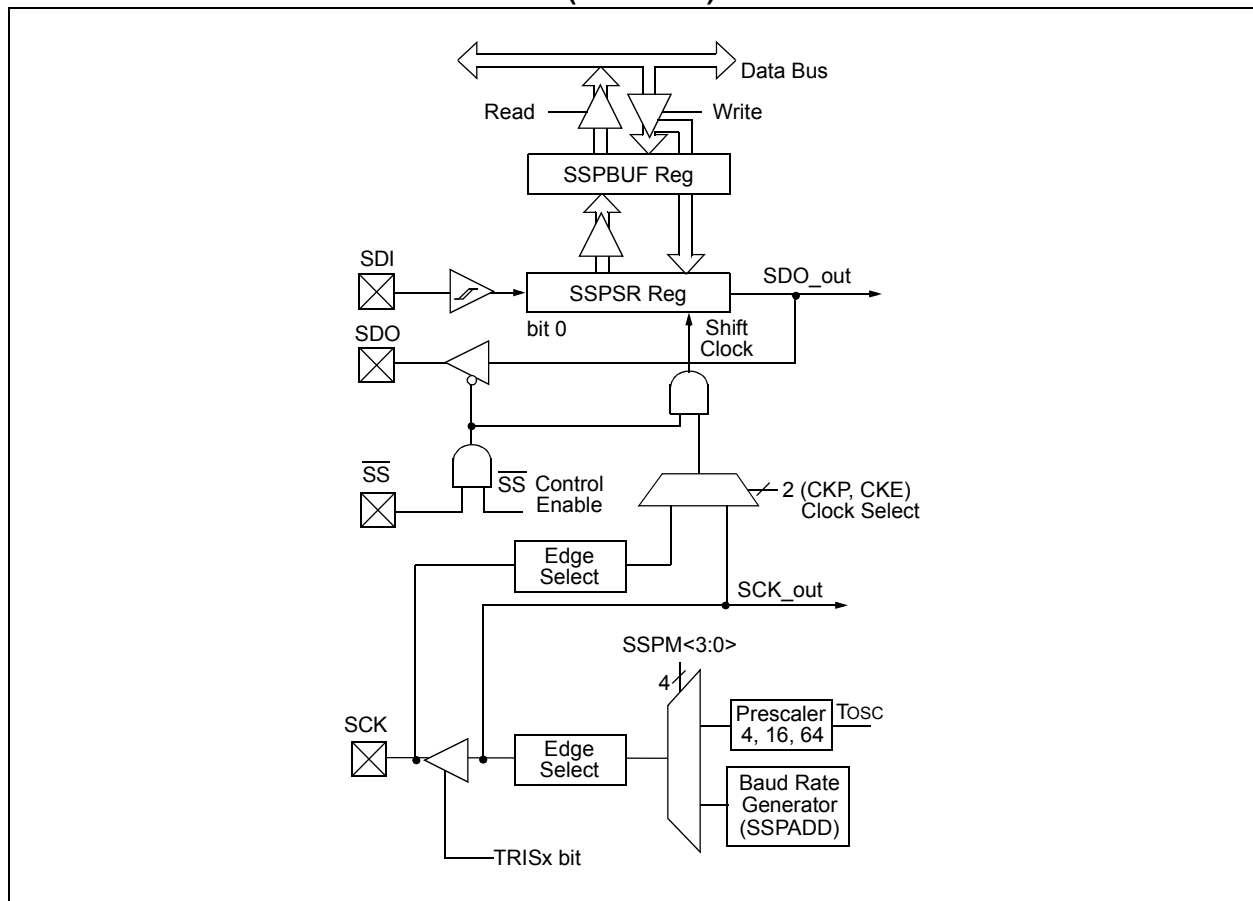 Data Bus
Read
Write
SSPBUF Reg
SDI
SDO_out
SSPSR Reg
bit 0
Shift
Clock
SDO
SS
SS Control
Enable
2 (CKP, CKE)
Clock Select
Edge
Select
SCK_out
SSPM<3:0>
4
Prescaler
4, 16, 64
TOSC
SCK
Edge
Select
Baud Rate
Generator
(SSPADD)
TRISx bit